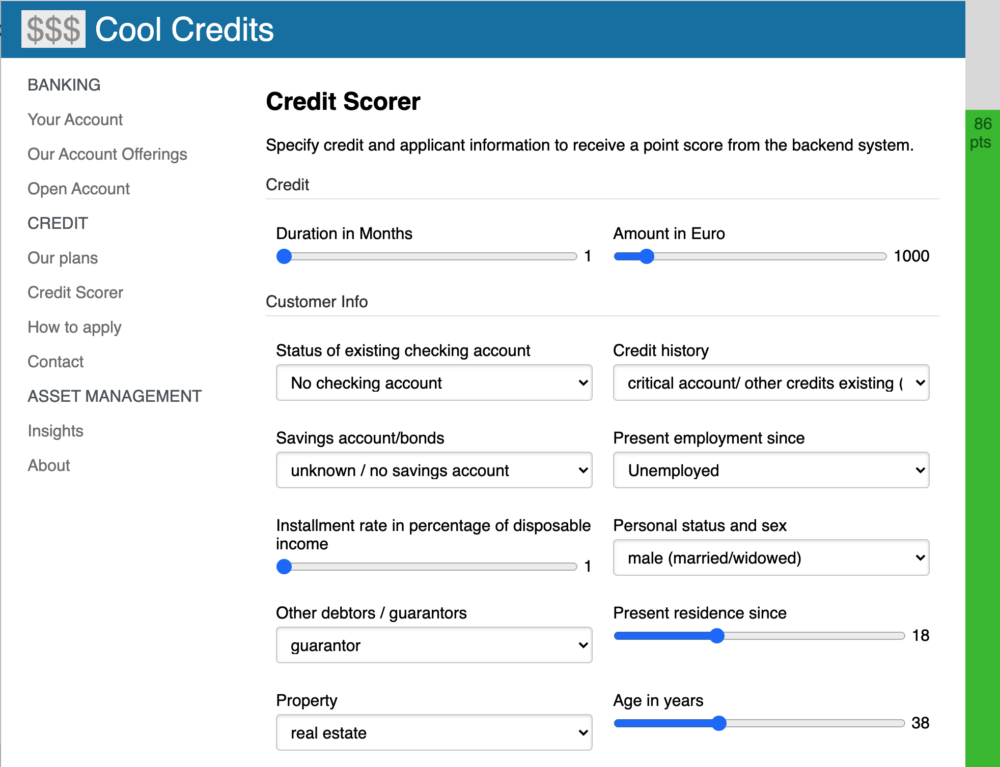 $$$ Cool Credits
BANKING
Your Account
Our Account Offerings
Open Account
CREDIT
Our plans
Credit Scorer
How to apply
Contact
ASSET MANAGEMENT
Insights
About
Credit Scorer
Specify credit and applicant information to receive a point score from the backend system.
Credit
Duration in Months
1
Amount in Euro
1000
Customer Info
Status of existing checking account
No checking account
Credit history
critical account/ other credits existing (
Savings account/bonds
unknown / no savings account
Present employment since
Unemployed
Installment rate in percentage of disposable
income
1
Personal status and sex
male (married/widowed)
Other debtors / guarantors
guarantor
Present residence since
18
Property
real estate
Age in years
38
86
pts